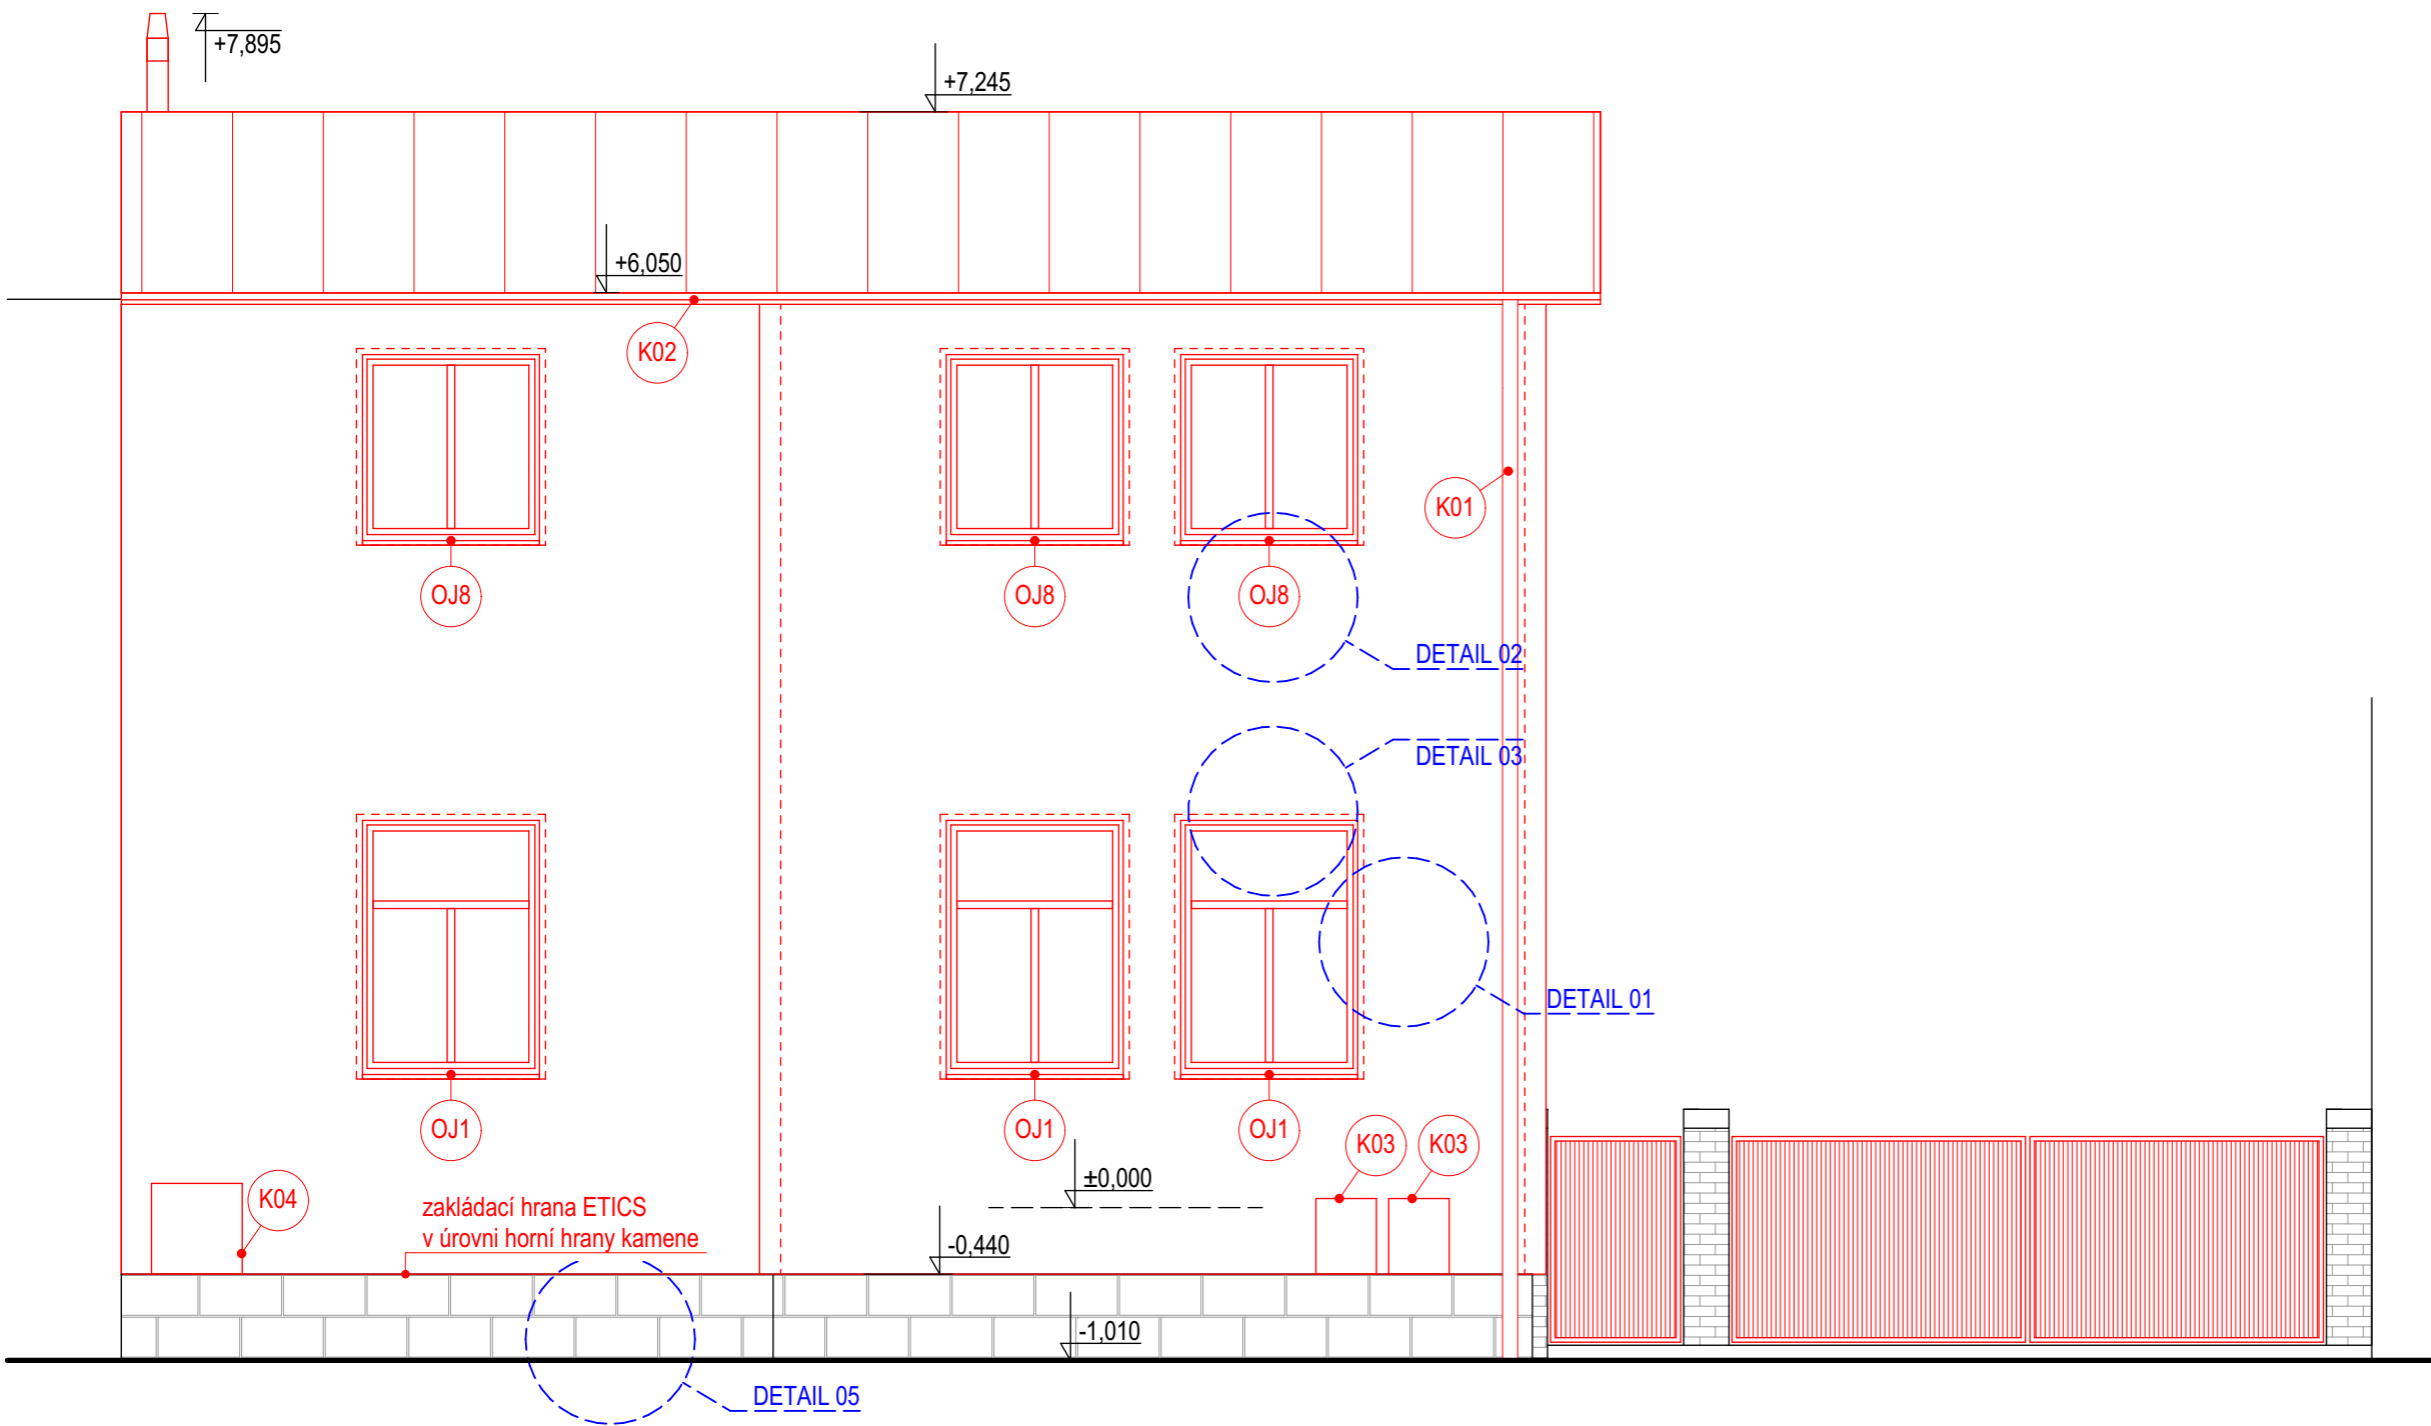 +7,895
+7,245
+6,050
K02
K01
OJ8
OJ8
OJ8
DETAIL 02
DETAIL 03
DETAIL 01
OJ1
OJ1
OJ1
K03
K03
±0,000
K04
zakládací hrana ETICS
v úrovni horní hrany kamene
-0,440
-1,010
DETAIL 05